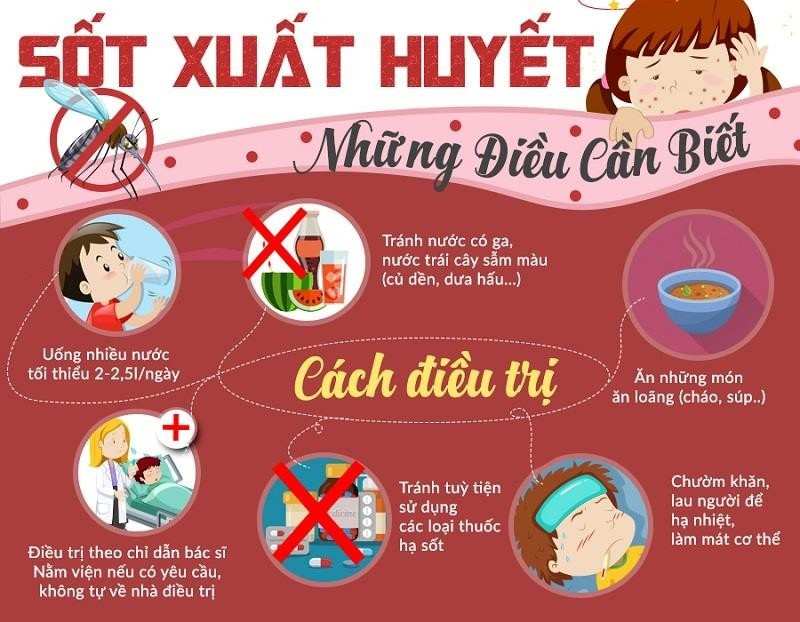 SỐT XUẤT HUYẾT
Những Điều Cần Biết
Tránh nước có ga,
nước trái cây sẫm màu
(củ dền, dưa hấu...)
Uống nhiều nước
tối thiểu 2-2,5l/ngày
Cách điều trị
Ăn những món
ăn loãng (cháo, súp..)
Điều trị theo chỉ dẫn bác sĩ
Nằm viện nếu có yêu cầu,
không tự về nhà điều trị
edicine
Tránh tuỳ tiện
sử dụng
các loại thuốc
hạ sốt
Chườm khăn,
lau người để
hạ nhiệt,
làm mát cơ thể